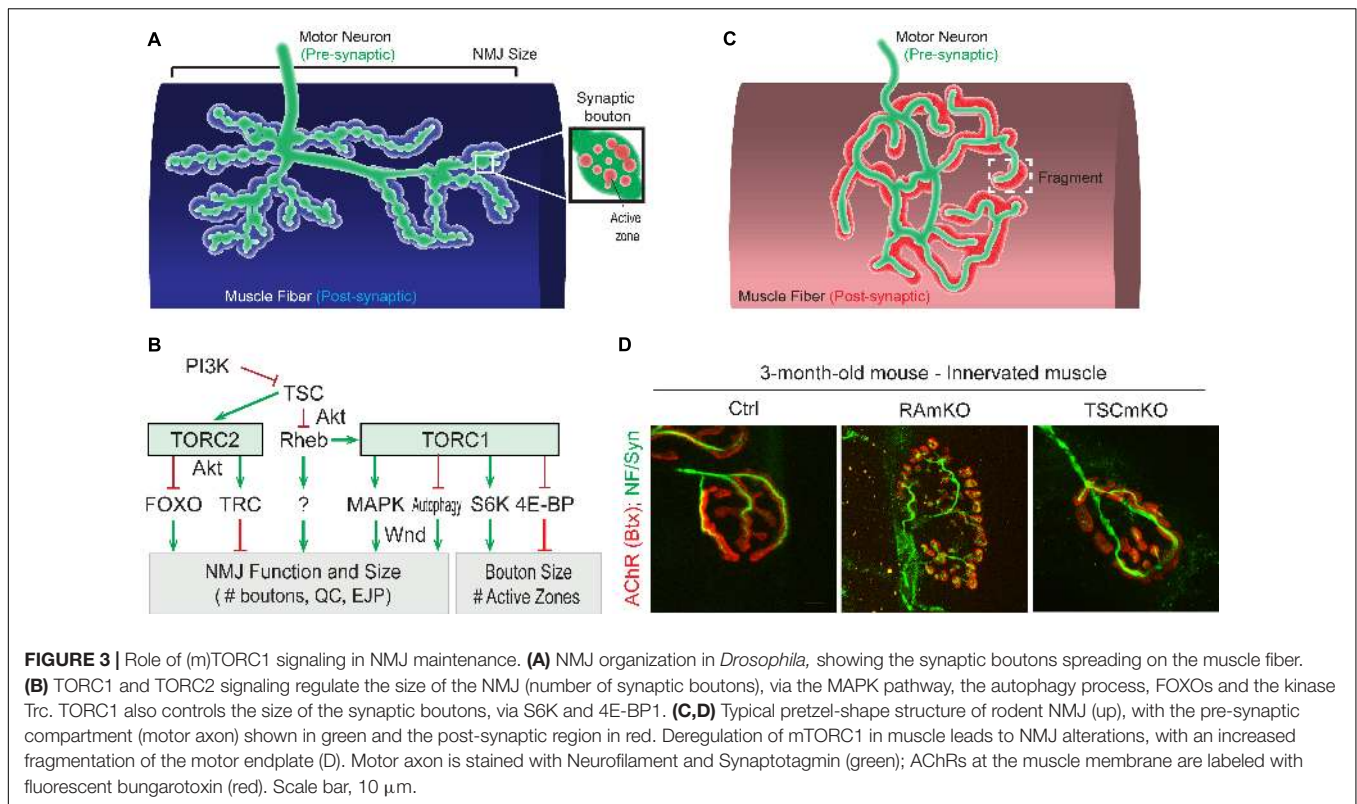 A
Motor Neuron
(Pre-synaptic)
NMJ Size
Synaptic
bouton
Active
zone
Muscle Fiber (Post-synaptic)
C
Motor Neuron
(Pre-synaptic)
Fragment
Muscle Fiber (Post-synaptic)
B
PI3K
TSC
Akt
TORC2
Rheb
TORC1
Akt
FOXO
TRC
?
MAPK
Autophagy
S6K
4E-BP
Wnd
NMJ Function and Size
( # boutons, QC, EJP)
Bouton Size
# Active Zones
D
3-month-old mouse - Innervated muscle
Ctrl
RAmKO
TSCmKO
AChR (Btx); NF/Syn
FIGURE 3 | Role of (m)TORC1 signaling in NMJ maintenance. (A) NMJ organization in Drosophila, showing the synaptic boutons spreading on the muscle fiber.
(B) TORC1 and TORC2 signaling regulate the size of the NMJ (number of synaptic boutons), via the MAPK pathway, the autophagy process, FOXOs and the kinase
Trc. TORC1 also controls the size of the synaptic boutons, via S6K and 4E-BP1. (C,D) Typical pretzel-shape structure of rodent NMJ (up), with the pre-synaptic
compartment (motor axon) shown in green and the post-synaptic region in red. Deregulation of mTORC1 in muscle leads to NMJ alterations, with an increased
fragmentation of the motor endplate (D). Motor axon is stained with Neurofilament and Synaptotagmin (green); AChRs at the muscle membrane are labeled with
fluorescent bungarotoxin (red). Scale bar, 10 μm.